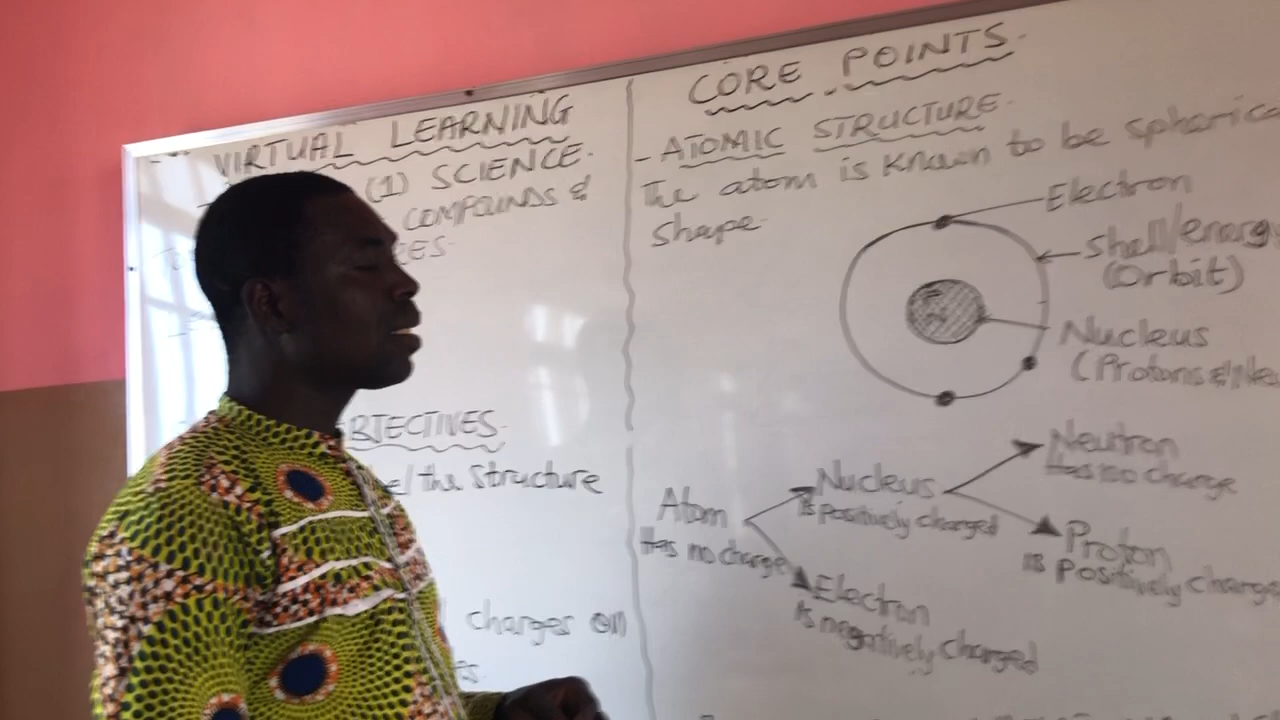 VIRTUAL LEARNING
(1) SCIENCE.
COMPOUNDS &
BJECTIVES.
el the Structure
charges on
CORE POINTS.
- ATOMIC STRUCTURE.
The atom is known to be spherica
shape.
Electron
Shell/energ
(Orbit)
Nucleus
(Protons & Ne
Neutron
Has no charge
Nucleus
is positively charged
Atom
Has no charge
Proton
is positively charge
Electron
is negatively charged